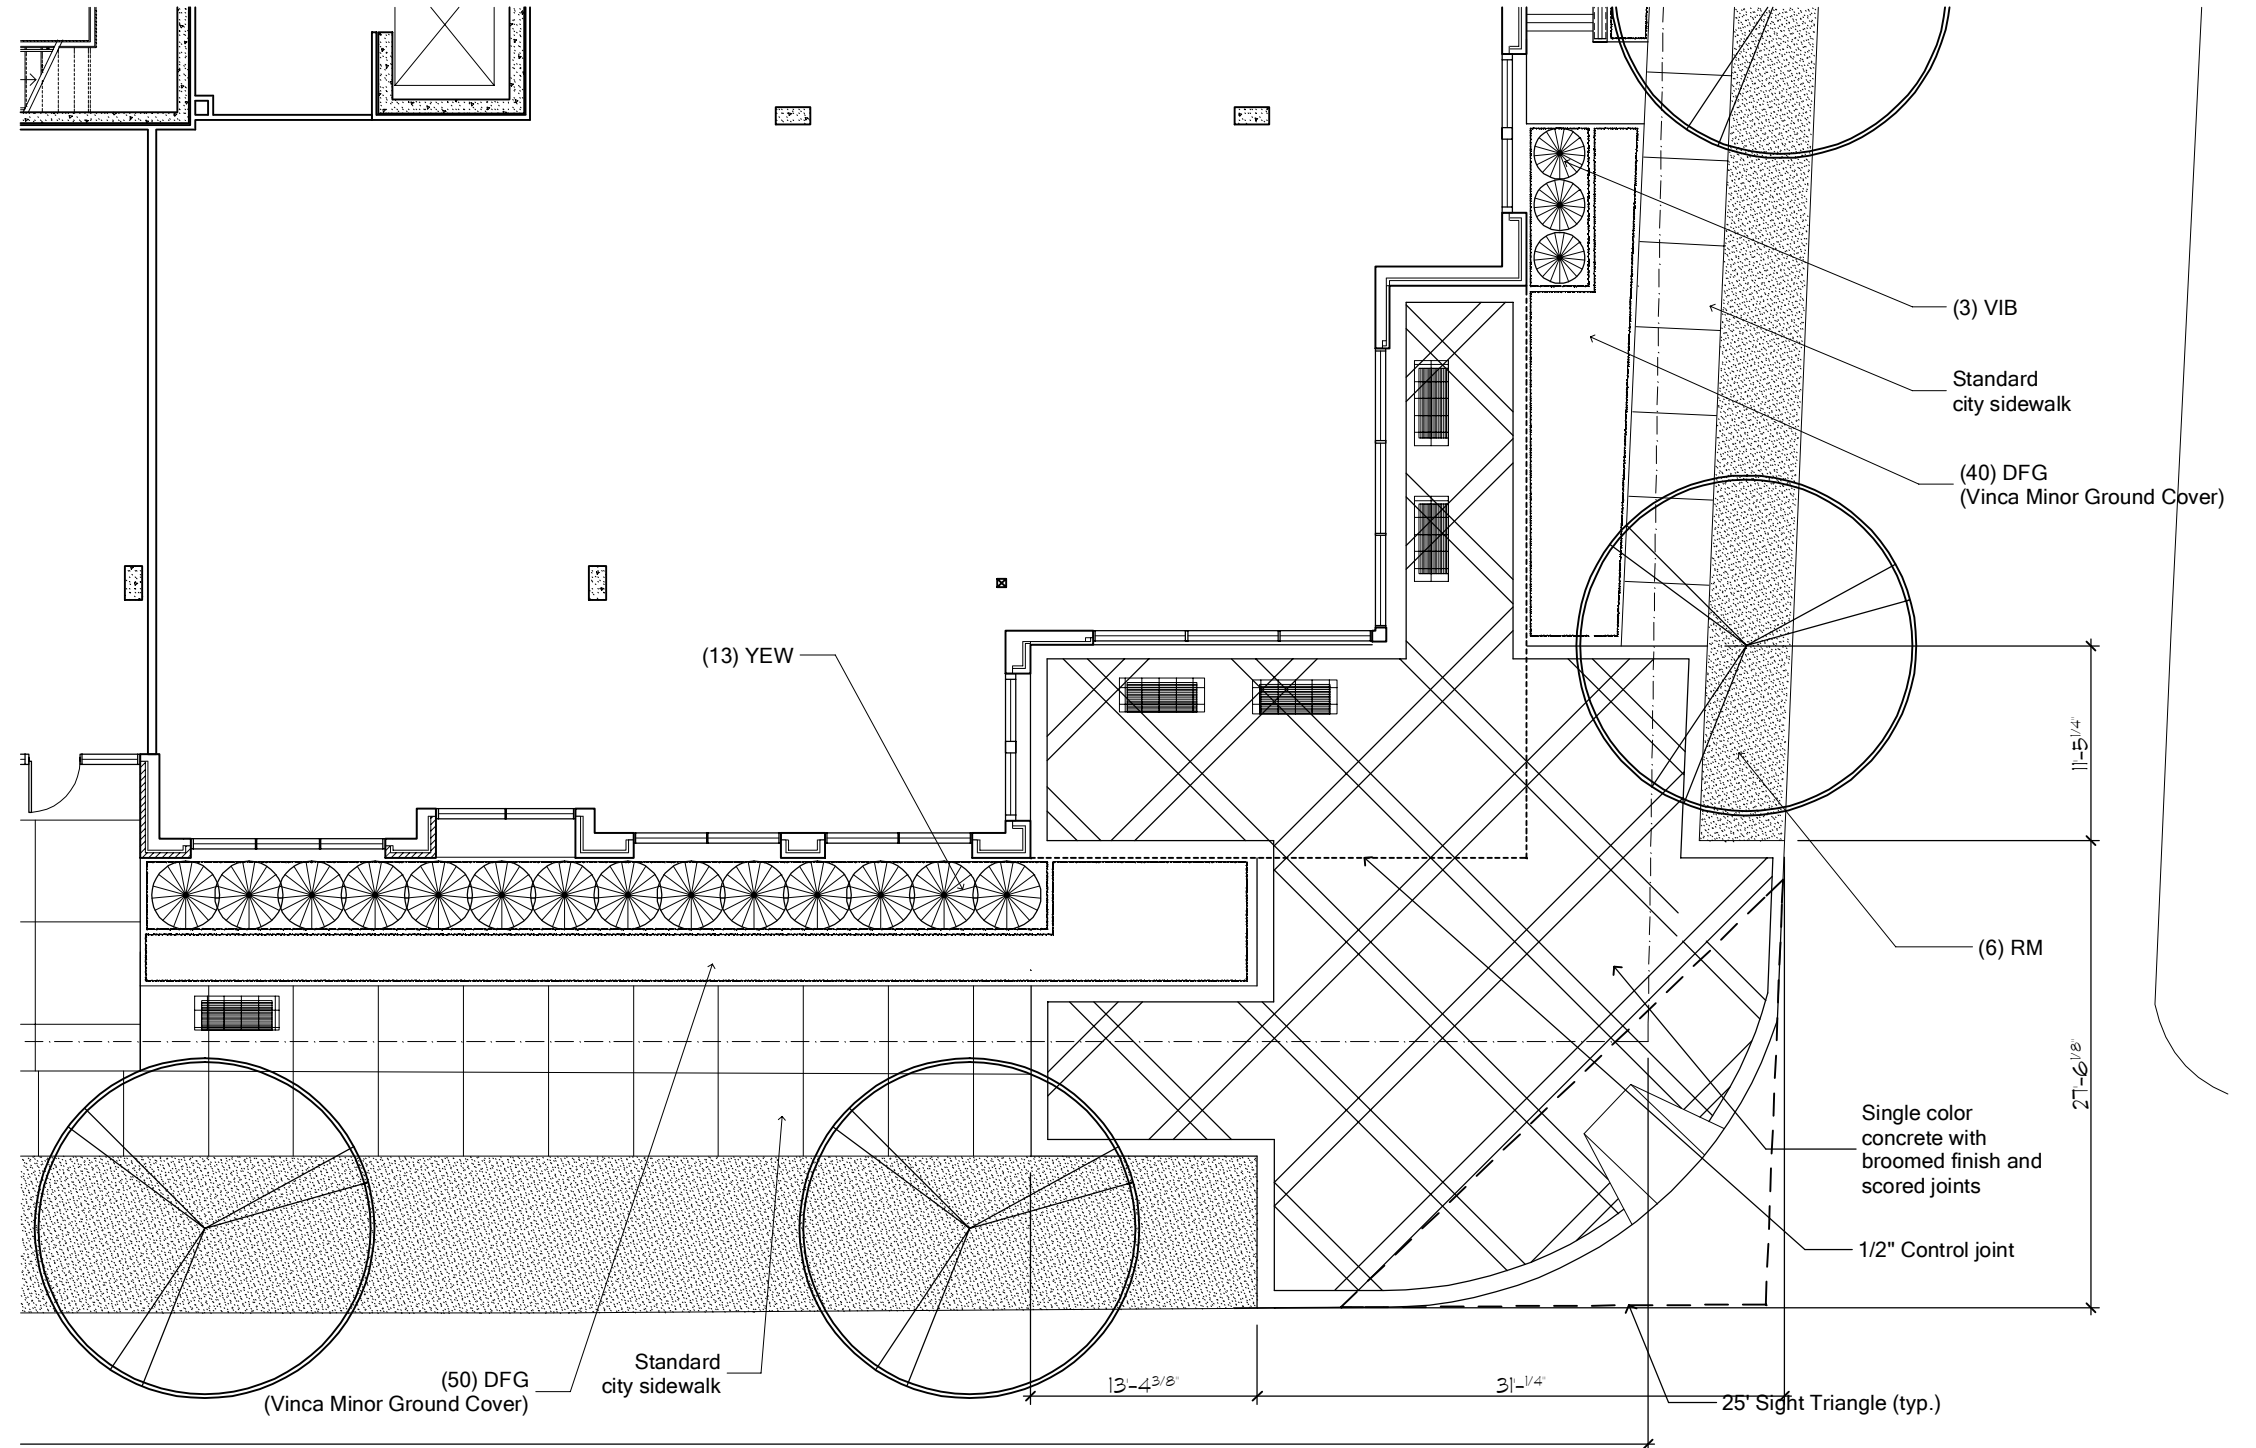 (3) VIB
Standard
city sidewalk
(40) DFG
(Vinca Minor Ground Cover)
(13) YEW
11'-5 1/4"
(6) RM
27'-6 1/8"
Single color
concrete with
broomed finish and
scored joints
1/2" Control joint
Standard
city sidewalk
(50) DFG
(Vinca Minor Ground Cover)
13'-4 3/8"
31'-1/4"
25' Sight Triangle (typ.)